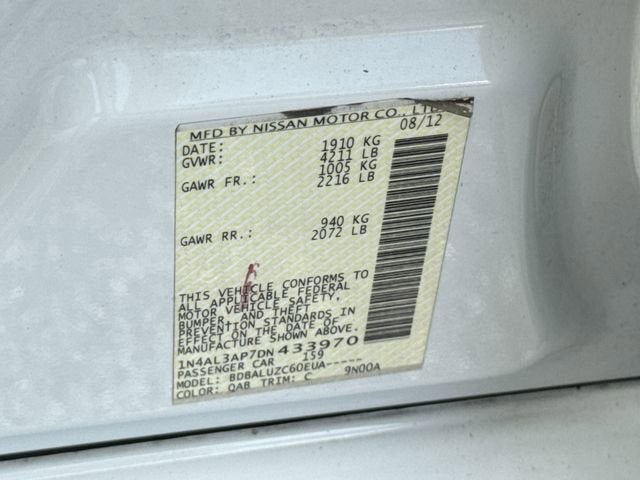 MFD BY NISSAN MOTOR CO., LTD.
DATE: 08/12
GVWR: 1910 KG
4211 LB
GAWR FR.: 1005 KG
2216 LB
GAWR RR.: 940 KG
2072 LB
THIS VEHICLE CONFORMS TO
ALL APPLICABLE FEDERAL
MOTOR VEHICLE SAFETY,
BUMPER, AND THEFT
PREVENTION STANDARDS IN
EFFECT ON THE DATE OF
MANUFACTURE SHOWN ABOVE.
1N4AL3AP7DN433970
PASSENGER CAR 159
MODEL: BDBALUZC60EUA-----
COLOR: QAB TRIM: C 9N00A